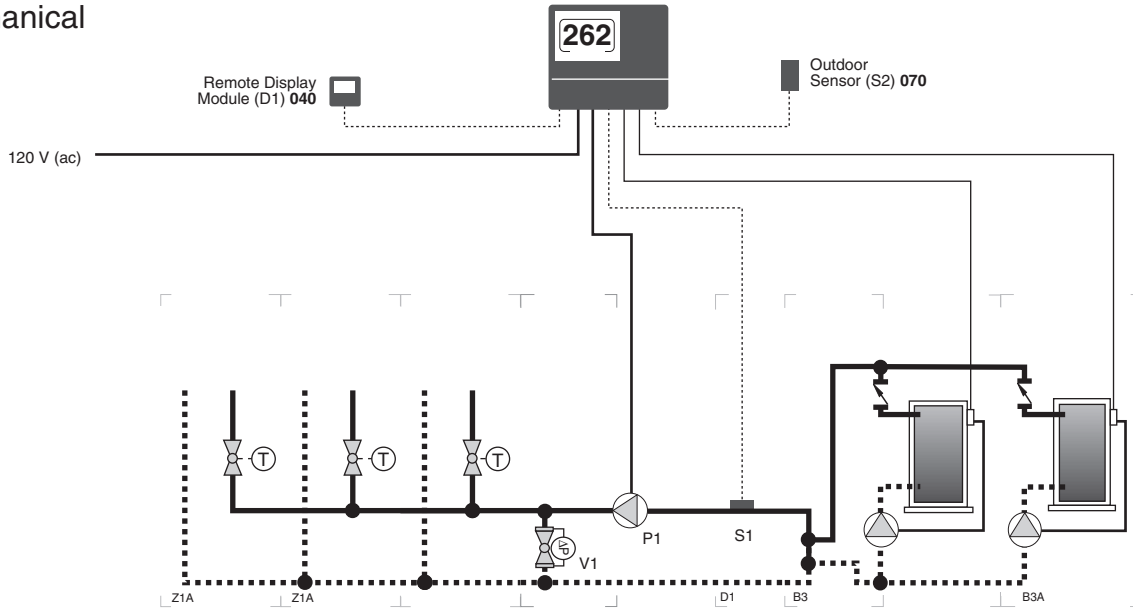 anical
262
Remote Display
Module (D1) 040
Outdoor
Sensor (S2) 070
120 V (ac)
T
T
T
P1
S1
ΔP
V1
Z1A
Z1A
D1
B3
B3A